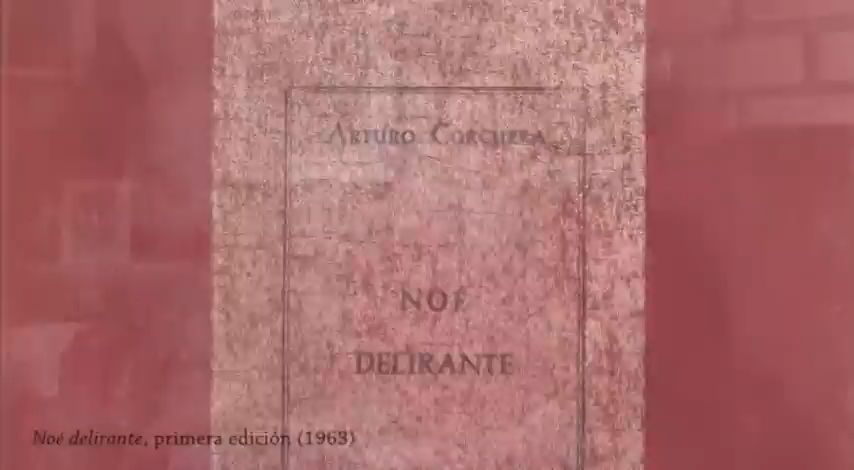 ARTURO CORCUERA
NOÉ
DELIRANTE
Noé delirante, primera edición (1963)